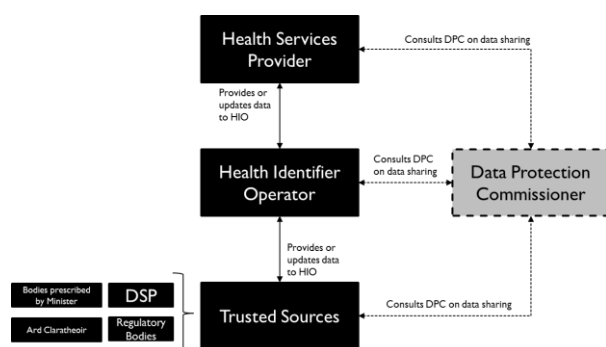 Health Services
Provider
Consults DPC on data sharing
Provides or
updates data
to HIO
Health Identifier
Operator
Consults DPC
on data sharing
Data Protection
Commissioner
Provides or
updates data
to HIO
Bodies prescribed
by Minister
DSP
Ard Claratheoir
Regulatory
Bodies
Trusted Sources
Consults DPC on data sharing